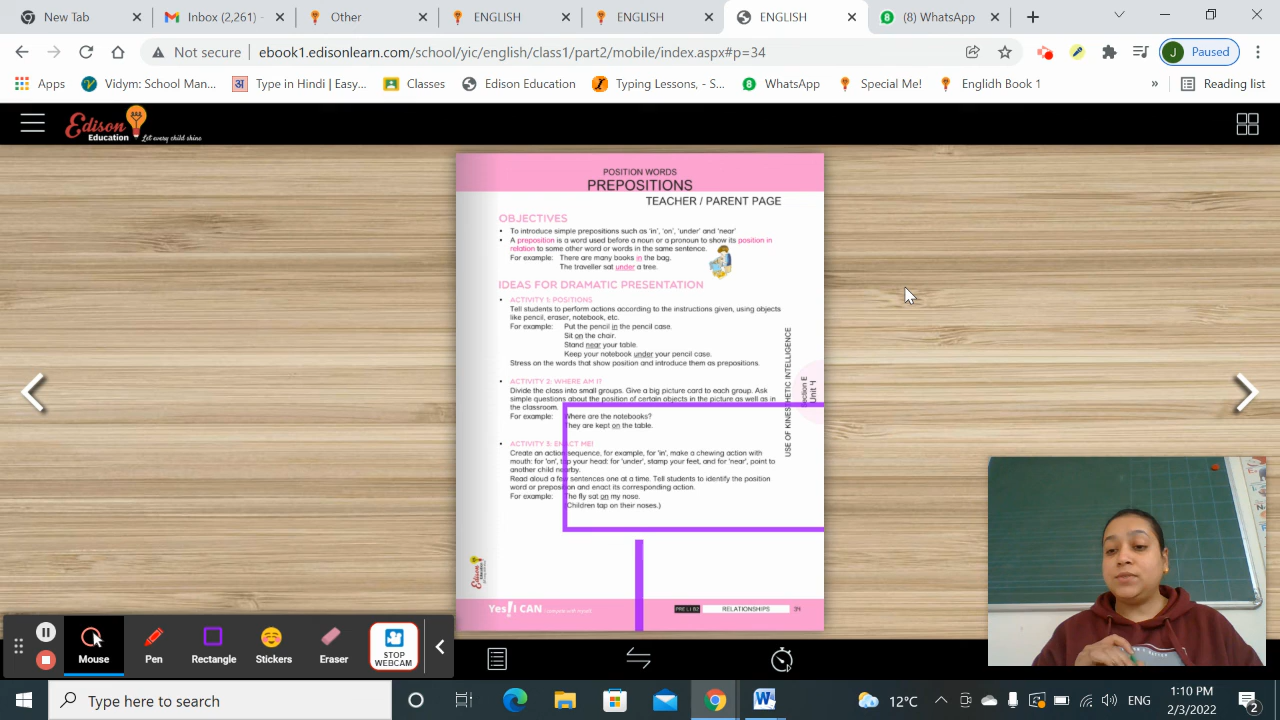 Inbox (561)
Other
ENGLISH
ENGLISH
ENGLISH
(8) WhatsApp
Not secure
ebook1.edisonlearn.com/school/vic/english/class1/part2/mobile/index.aspx#p=34
J
Paused
Apps
Vidym: School Man...
अ
Type in Hindi | Easy...
Classes
Edison Education
Typing Lessons, - S...
WhatsApp
Special Me!
English Book 1
»
Reading list
Edison
Education
Let every child shine
POSITION WORDS
PREPOSITIONS
TEACHER / PARENT PAGE
OBJECTIVES
• To introduce simple prepositions such as 'in', 'on', 'under' and 'near'
• A preposition is a word used before a noun or a pronoun to show its position in
relation to some other word or words in the same sentence.
For example: There are many books in the bag.
The traveller sat under a tree.
IDEAS FOR DRAMATIC PRESENTATION
• ACTIVITY 1: POSITIONS
Tell students to perform actions according to the instructions given, using objects
like pencil, eraser, notebook, etc.
For example: Put the pencil in the pencil case.
Sit on the chair.
Stand near your table.
Keep your notebook under your pencil case.
Stress on the words that show position and introduce them as prepositions.
• ACTIVITY 2: WHERE AM I?
Divide the class into small groups. Give a big picture card to each group. Ask
simple questions about the position of certain objects in the picture as well as in
the classroom.
For example: Where are the notebooks?
They are kept on the table.
• ACTIVITY 3: ENACT ME!
Create an action sequence, for example, for 'in', make a chewing action with
mouth: for 'on', tap your head: for 'under', stamp your feet, and for 'near', point to
another child nearby.
Read aloud a few sentences one at a time. Tell students to identify the position
word or preposition and enact its corresponding action.
For example: The fly sat on my nose.
(Children tap on their noses.)
USE OF KINESTHETIC INTELLIGENCE
Section E
Unit 4
Edison
Yes! I CAN
RELATIONSHIPS
Mouse
Pen
Rectangle
Stickers
Eraser
STOP
WEBCAM
Type here to search
12°C
ENG
1:10 PM
2/3/2022
2